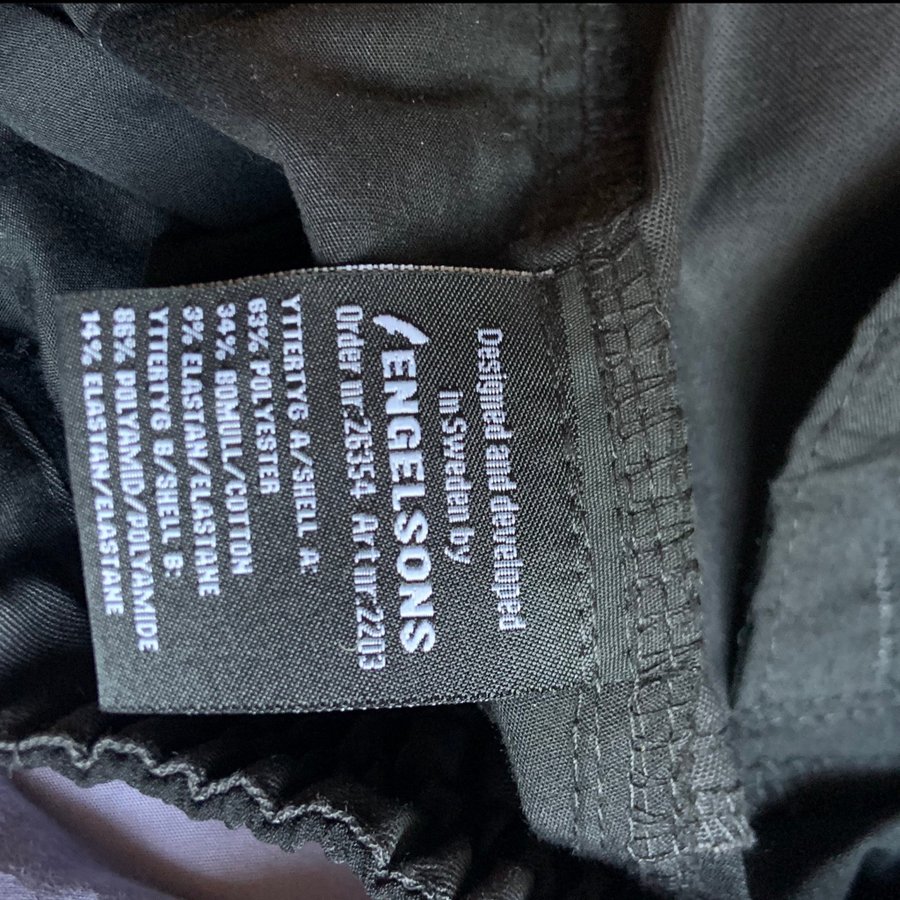 Designed and developed
in Sweden by
ENGELSONS
Order nr:26354 Art nr:2203
YTTERTYG A/SHELL A:
63% POLYESTER
34% BOMULL/COTTON
3% ELASTAN/ELASTANE
YTTERTYG B/SHELL B:
86% POLYAMID/POLYAMIDE
14% ELASTAN/ELASTANE